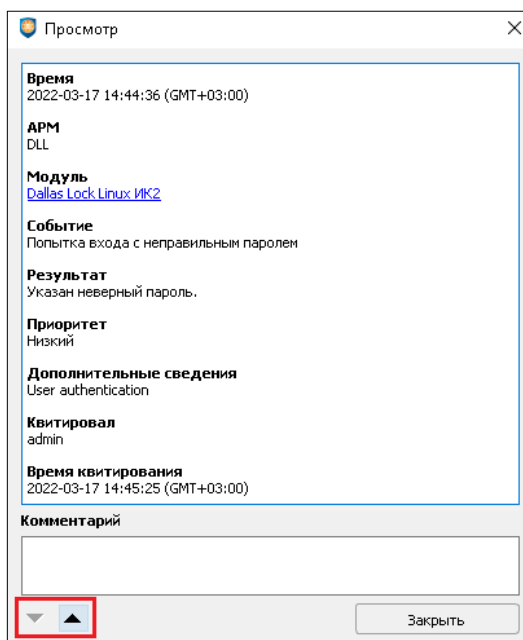 Просмотр
Время
2022-03-17 14:44:36 (GMT+03:00)
АРМ
DLL
Модуль
Dallas Lock Linux ИК2
Событие
Попытка входа с неправильным паролем
Результат
Указан неверный пароль.
Приоритет
Низкий
Дополнительные сведения
User authentication
Квитировал
admin
Время квитирования
2022-03-17 14:45:25 (GMT+03:00)
Комментарий
Закрыть